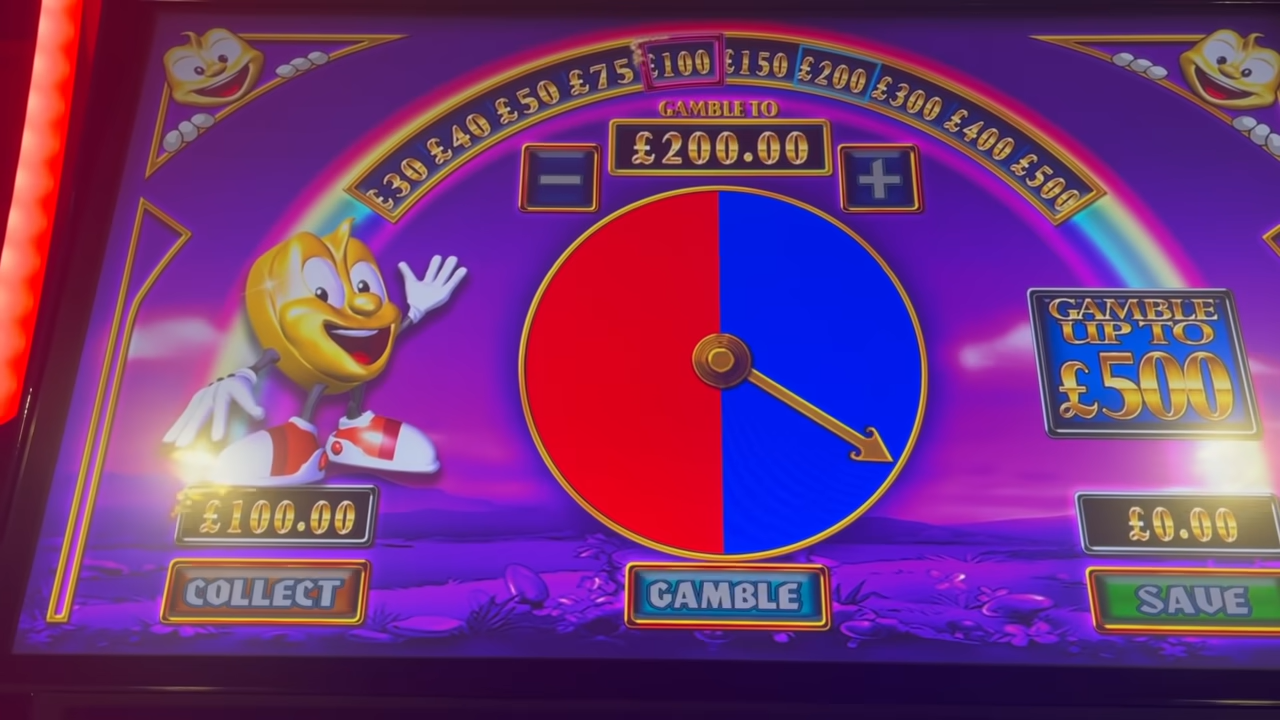 £30 £40 £50 £75 £100 £150 £200 £300 £400 £500
GAMBLE TO
£200.00
GAMBLE
UP TO
£500
£100.00
£0.00
COLLECT
GAMBLE
SAVE